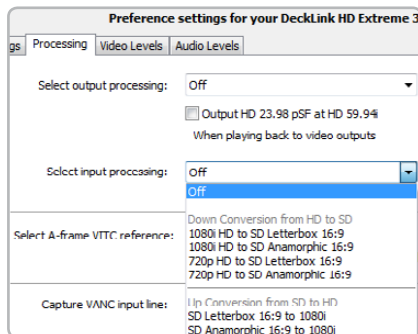 Preference settings for your DeckLink HD Extreme 3
gs Processing Video Levels Audio Levels
Select output processing: Off
Output HD 23.98 pSF at HD 59.94i
When playing back to video outputs
Select input processing: Off
Off
Down Conversion from HD to SD
1080i HD to SD Letterbox 16:9
1080i HD to SD Anamorphic 16:9
Select A-frame VITC reference:
720p HD to SD Letterbox 16:9
720p HD to SD Anamorphic 16:9
Capture VANC input line:
Up Conversion from SD to HD
SD Letterbox 16:9 to 1080i
SD Anamorphic 16:9 to 1080i